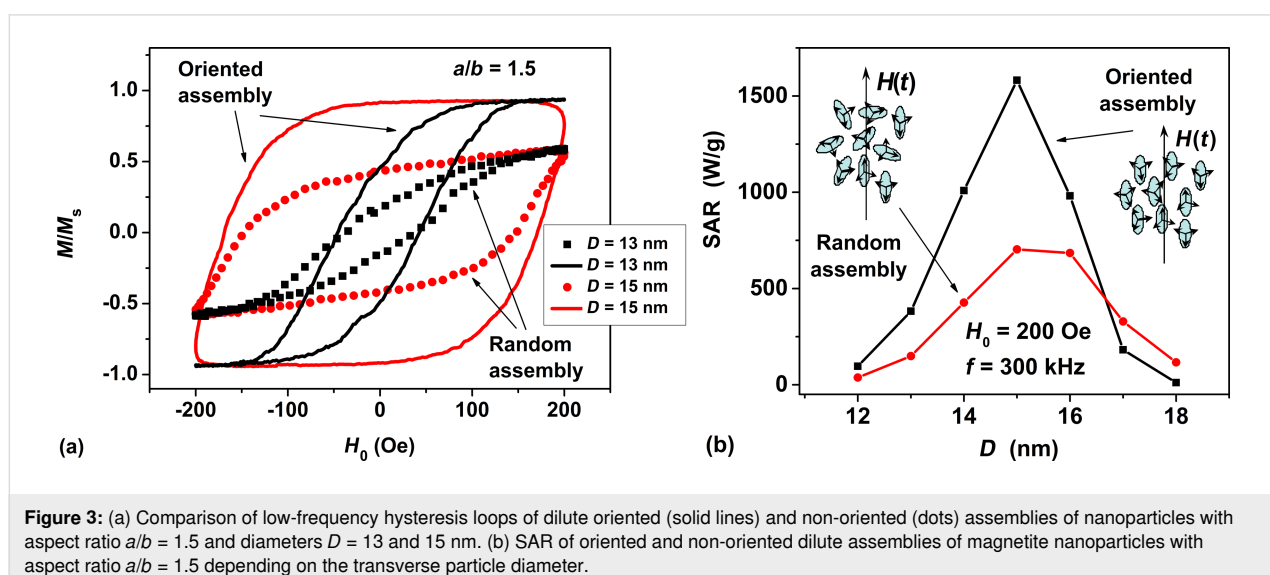 Oriented
assembly
a/b = 1.5
1.0
0.5
0.0
-0.5
-1.0
M/Ms
D = 13 nm
D = 13 nm
D = 15 nm
D = 15 nm
Random
assembly
-200 -100 0 100 200
(a) H0 (Oe)
H(t)
Oriented
assembly
H(t)
Random
assembly
H0 = 200 Oe
f = 300 kHz
1500
1000
500
0
SAR (W/g)
12 14 16 18
(b) D (nm)
Figure 3: (a) Comparison of low-frequency hysteresis loops of dilute oriented (solid lines) and non-oriented (dots) assemblies of nanoparticles with
aspect ratio a/b = 1.5 and diameters D = 13 and 15 nm. (b) SAR of oriented and non-oriented dilute assemblies of magnetite nanoparticles with
aspect ratio a/b = 1.5 depending on the transverse particle diameter.